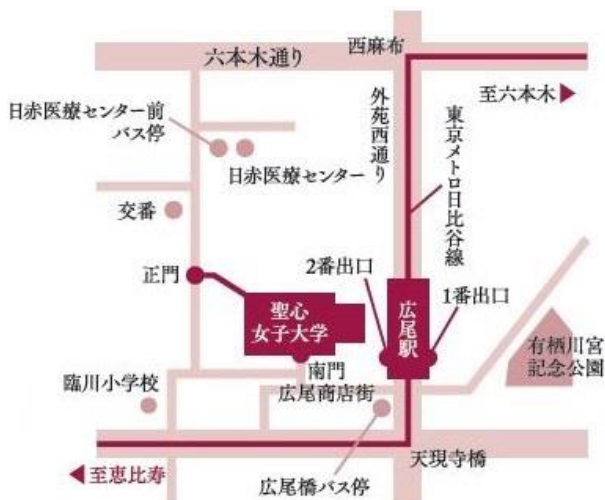 西麻布
六本木通り
至六本木
日赤医療センター前
バス停
日赤医療センター
外苑西通り
東京メトロ日比谷線
交番
正門
2番出口
1番出口
聖心
女子大学
広尾駅
有栖川宮
記念公園
南門
臨川小学校
広尾商店街
天現寺橋
至恵比寿
広尾橋バス停